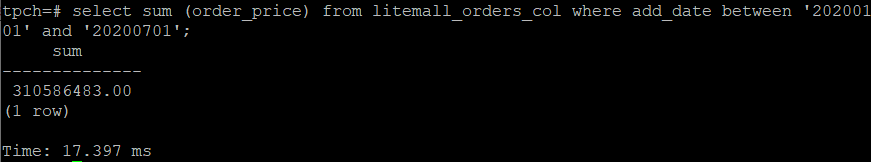 tpch=# select sum (order_price) from litemall_orders_col where add_date between '202001
01' and '20200701';
     sum
--------------
 310586483.00
(1 row)

Time: 17.397 ms